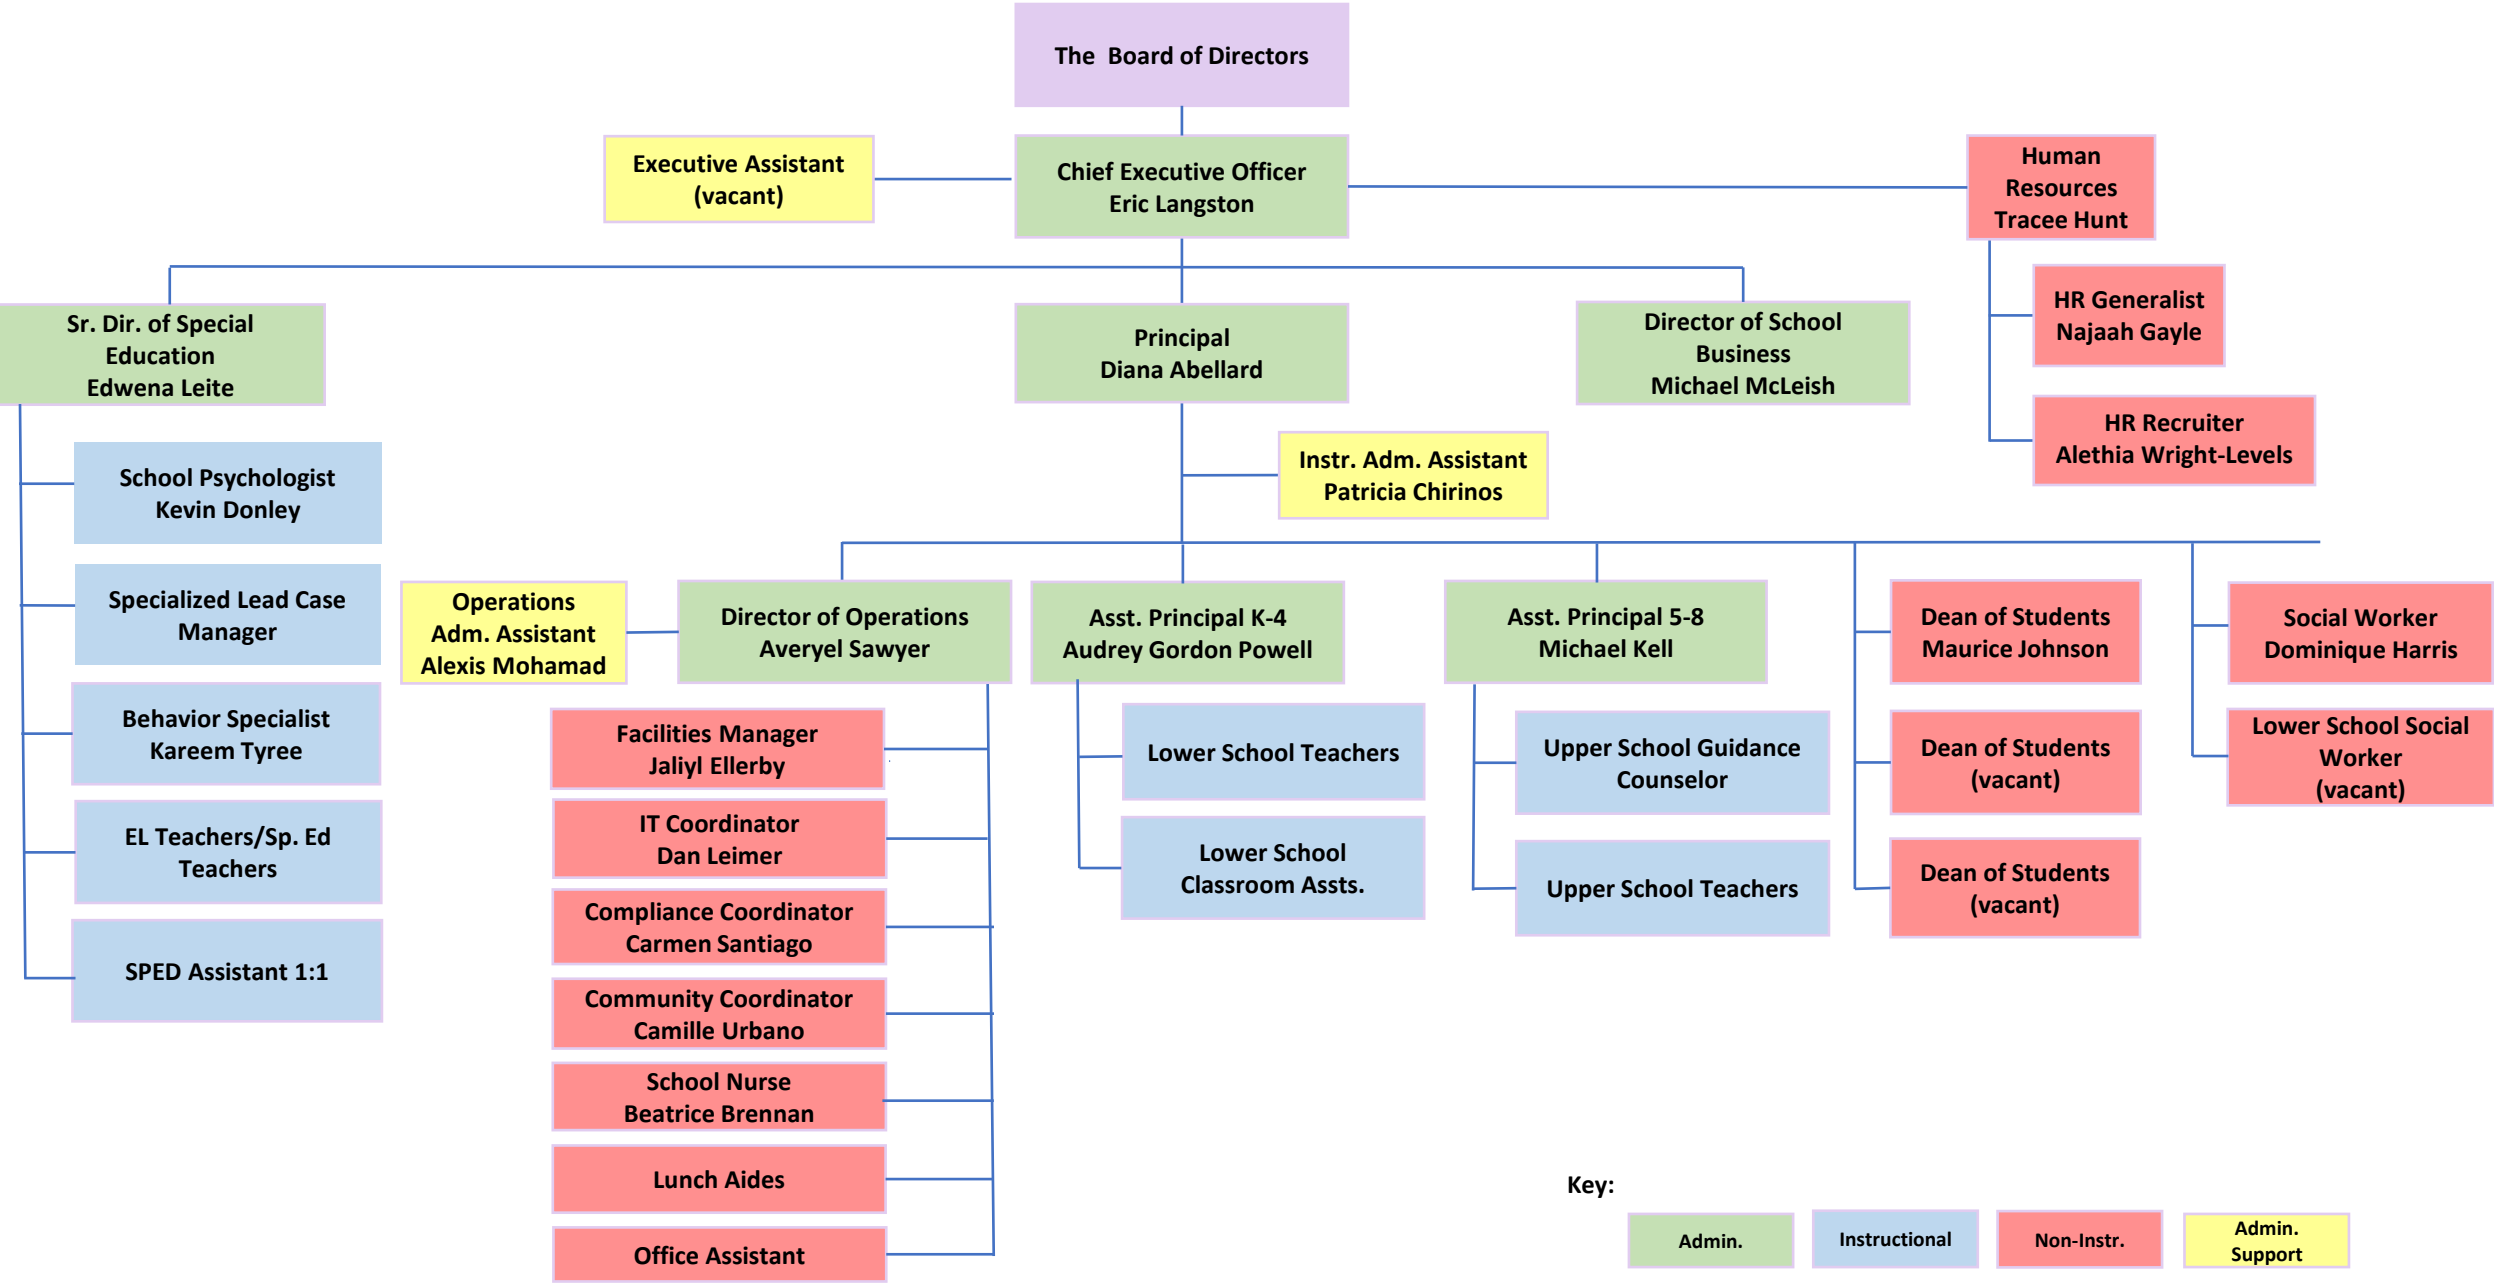 The  Board of Directors
Executive Assistant
(vacant)
Chief Executive Officer
Eric Langston
Human
Resources
Tracee Hunt
HR Generalist
Najaah Gayle
HR Recruiter
Alethia Wright-Levels
Sr. Dir. of Special
Education
Edwena Leite
Principal
Diana Abellard
Director of School
Business
Michael McLeish
Instr. Adm. Assistant
Patricia Chirinos
School Psychologist
Kevin Donley
Specialized Lead Case
Manager
Behavior Specialist
Kareem Tyree
EL Teachers/Sp. Ed
Teachers
SPED Assistant 1:1
Operations
Adm. Assistant
Alexis Mohamad
Director of Operations
Averyel Sawyer
Facilities Manager
Jaliyl Ellerby
IT Coordinator
Dan Leimer
Compliance Coordinator
Carmen Santiago
Community Coordinator
Camille Urbano
School Nurse
Beatrice Brennan
Lunch Aides
Office Assistant
Asst. Principal K-4
Audrey Gordon Powell
Lower School Teachers
Lower School
Classroom Assts.
Asst. Principal 5-8
Michael Kell
Upper School Guidance
Counselor
Upper School Teachers
Dean of Students
Maurice Johnson
Dean of Students
(vacant)
Dean of Students
(vacant)
Social Worker
Dominique Harris
Lower School Social
Worker
(vacant)
Key:
Admin.
Instructional
Non-Instr.
Admin.
Support